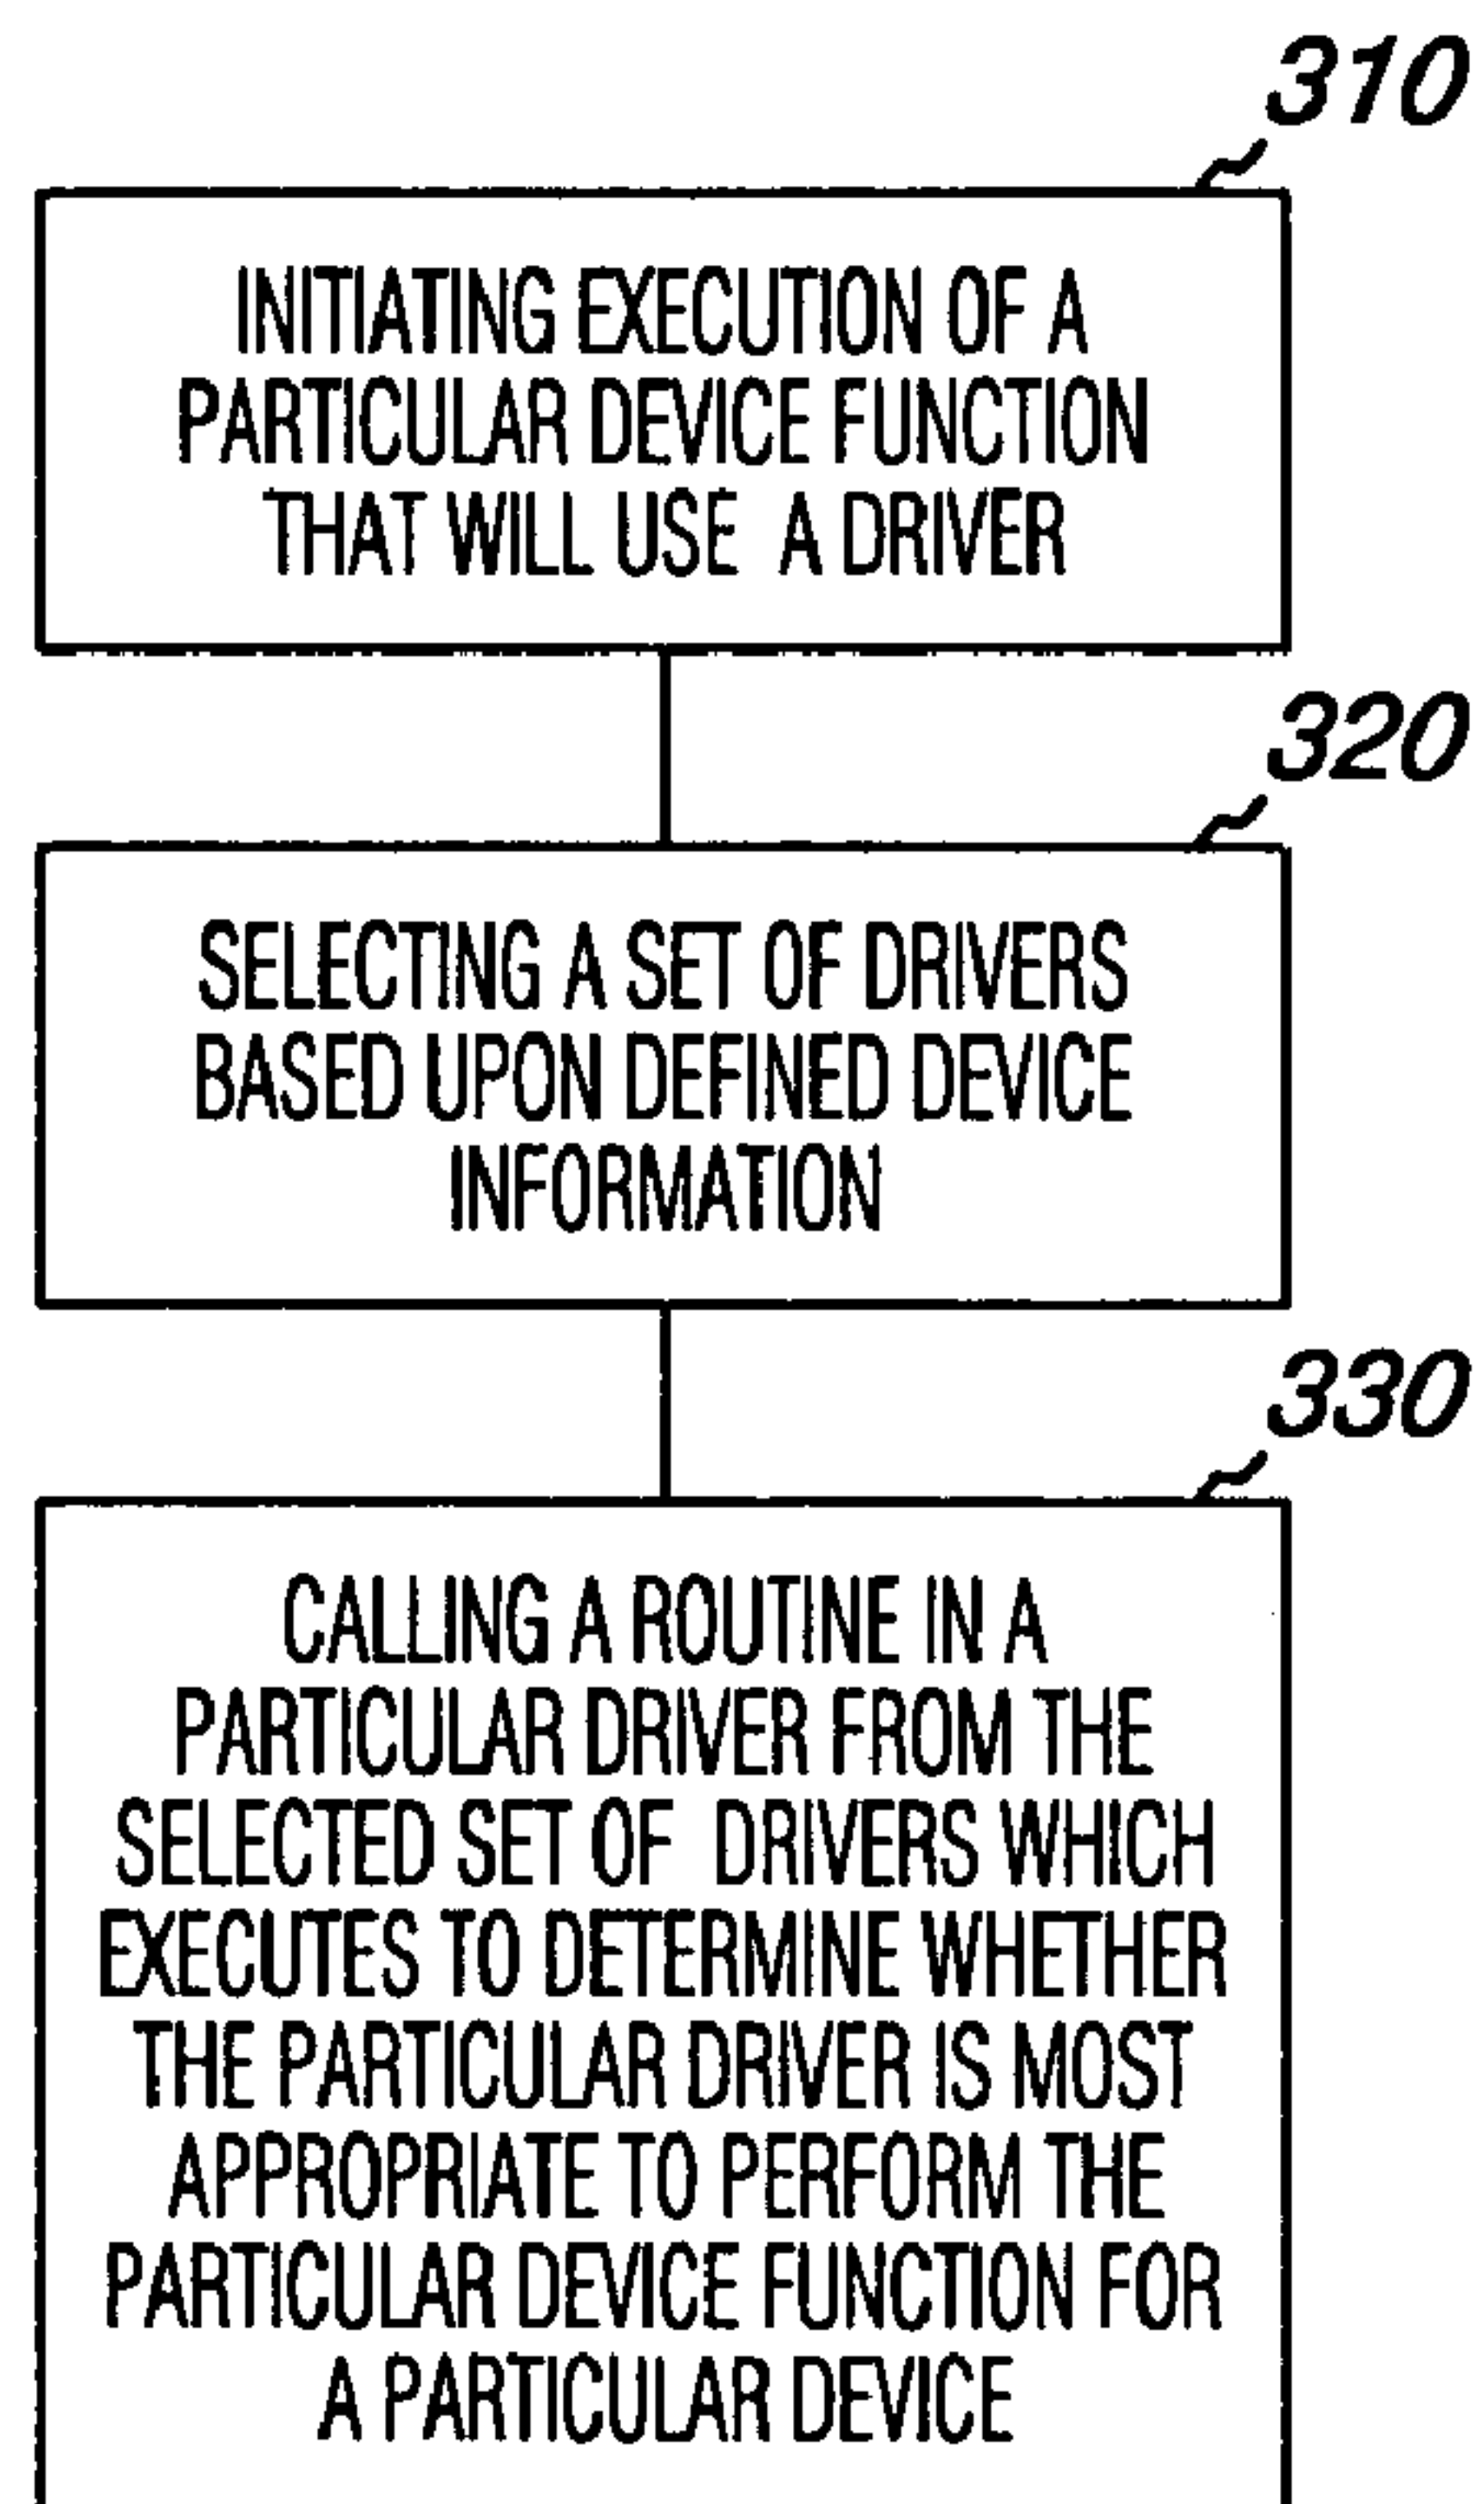 310
INITIATING EXECUTION OF A
PARTICULAR DEVICE FUNCTION
THAT WILL USE A DRIVER
320
SELECTING A SET OF DRIVERS
BASED UPON DEFINED DEVICE
INFORMATION
330
CALLING A ROUTINE IN A
PARTICULAR DRIVER FROM THE
SELECTED SET OF DRIVERS WHICH
EXECUTES TO DETERMINE WHETHER
THE PARTICULAR DRIVER IS MOST
APPROPRIATE TO PERFORM THE
PARTICULAR DEVICE FUNCTION FOR
A PARTICULAR DEVICE